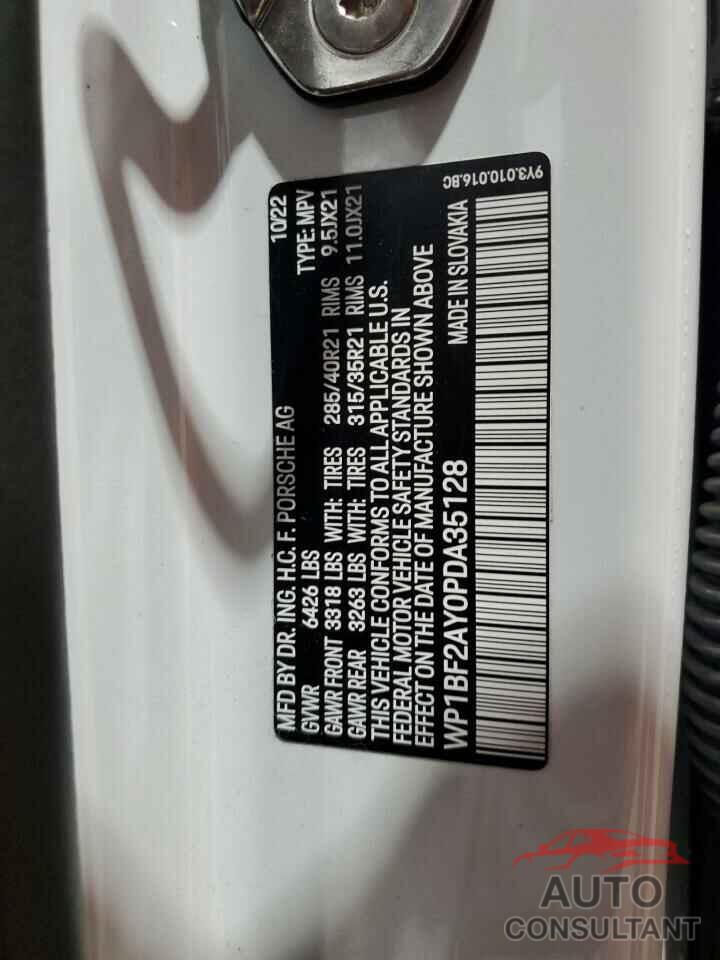 MFD BY DR. ING. H.C. F. PORSCHE AG 10/22
GVWR 6426 LBS TYPE: MPV
GAWR FRONT 3318 LBS WITH: TIRES 285/40R21 RIMS 9.5JX21
GAWR REAR 3263 LBS WITH: TIRES 315/35R21 RIMS 11.0JX21
THIS VEHICLE CONFORMS TO ALL APPLICABLE U.S.
FEDERAL MOTOR VEHICLE SAFETY STANDARDS IN
EFFECT ON THE DATE OF MANUFACTURE SHOWN ABOVE
WP1BF2AY0PDA35128 MADE IN SLOVAKIA
9Y3.010.016.BC
AUTO
CONSULTANT